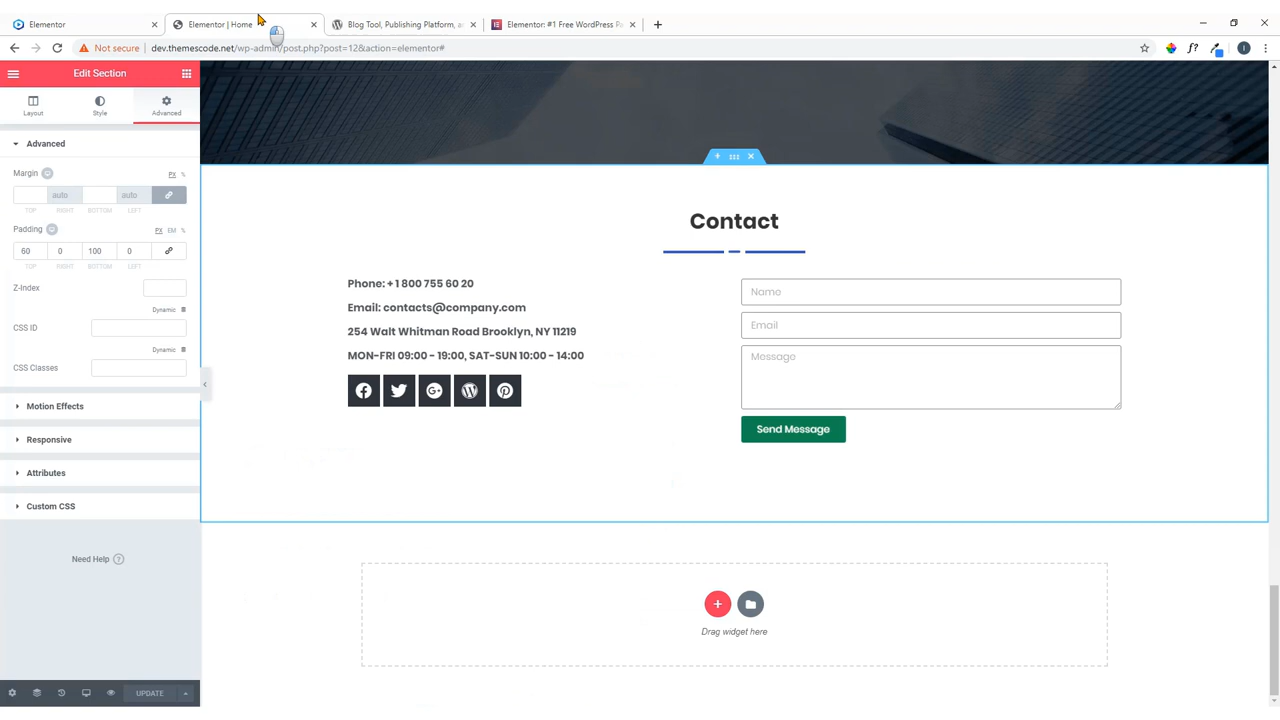 Elementor
Elementor | Home
Blog Tool, Publishing Platform, a
Elementor: #1 Free WordPress P
Not secure
dev.themescode.net/wp-admin/post.php?post=12&action=elementor#
Edit Section
Layout
Style
Advanced
Advanced
Margin
PX %
auto auto
TOP RIGHT BOTTOM LEFT
Padding
PX EM %
60 0 100 0
TOP RIGHT BOTTOM LEFT
Z-Index
Dynamic
CSS ID
Dynamic
CSS Classes
Motion Effects
Responsive
Attributes
Custom CSS
Need Help ?
UPDATE
Contact
Phone: + 1 800 755 60 20
Email: contacts@company.com
254 Walt Whitman Road Brooklyn, NY 11219
MON-FRI 09:00 - 19:00, SAT-SUN 10:00 - 14:00
Name
Email
Message
Send Message
Drag widget here